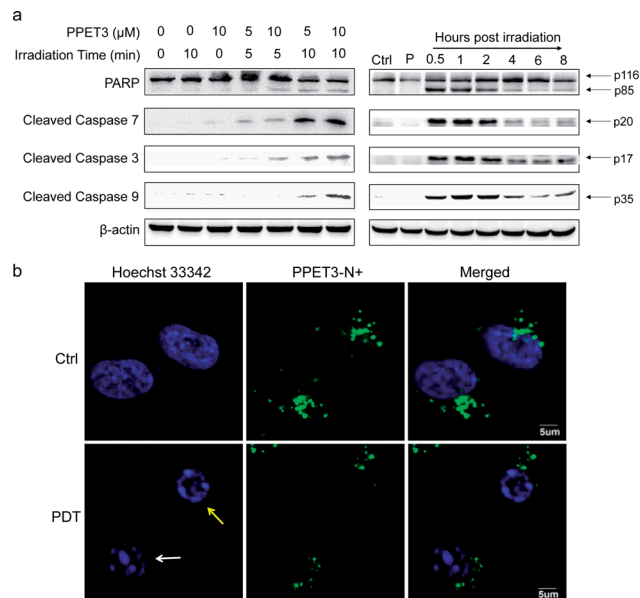 a
PPET3 (µM) 0 0 10 5 10 5 10
Irradiation Time (min) 0 10 0 5 5 10 10
Hours post irradiation
Ctrl P 0.5 1 2 4 6 8
PARP
p116
p85
Cleaved Caspase 7
p20
Cleaved Caspase 3
p17
Cleaved Caspase 9
p35
β-actin
b
Hoechst 33342 PPET3-N+ Merged
Ctrl
5um
PDT
5um